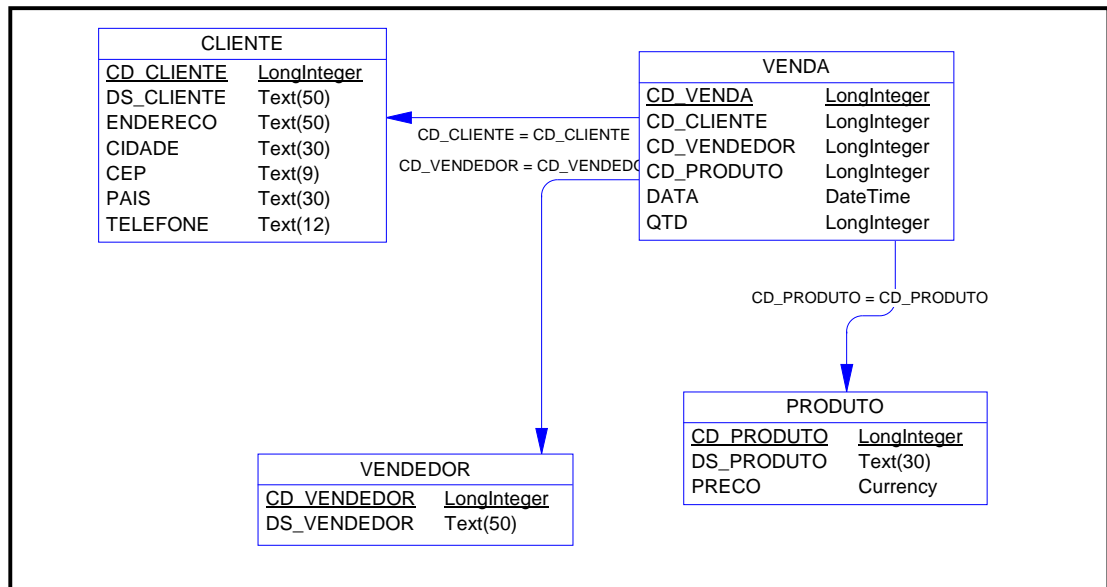 CLIENTE
CD_CLIENTE LongInteger
DS_CLIENTE Text(50)
ENDERECO Text(50)
CIDADE Text(30)
CEP Text(9)
PAIS Text(30)
TELEFONE Text(12)
VENDA
CD_VENDA LongInteger
CD_CLIENTE LongInteger
CD_VENDEDOR LongInteger
CD_PRODUTO LongInteger
DATA DateTime
QTD LongInteger
CD_CLIENTE = CD_CLIENTE
CD_VENDEDOR = CD_VENDEDO
CD_PRODUTO = CD_PRODUTO
PRODUTO
CD_PRODUTO LongInteger
DS_PRODUTO Text(30)
PRECO Currency
VENDEDOR
CD_VENDEDOR LongInteger
DS_VENDEDOR Text(50)